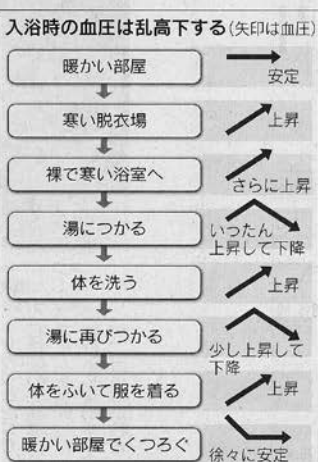 入浴時の血圧は乱高下する(矢印は血圧)
暖かい部屋
安定
寒い脱衣場
上昇
裸で寒い浴室へ
さらに上昇
湯につかる
いったん
上昇して下降
体を洗う
上昇
湯に再びつかる
少し上昇して
下降
体をふいて服を着る
上昇
暖かい部屋でくつろぐ
徐々に安定